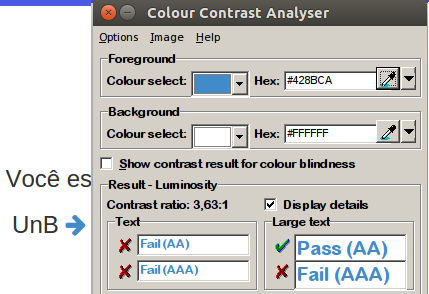 Colour Contrast Analyser
Options Image Help
Foreground
Colour select: Hex: #428BCA
Background
Colour select: Hex: #FFFFFF
Show contrast result for colour blindness
Result - Luminosity
Contrast ratio: 3,63:1 Display details
Text Large text
Fail (AA) Pass (AA)
Fail (AAA) Fail (AAA)
Você es
UnB